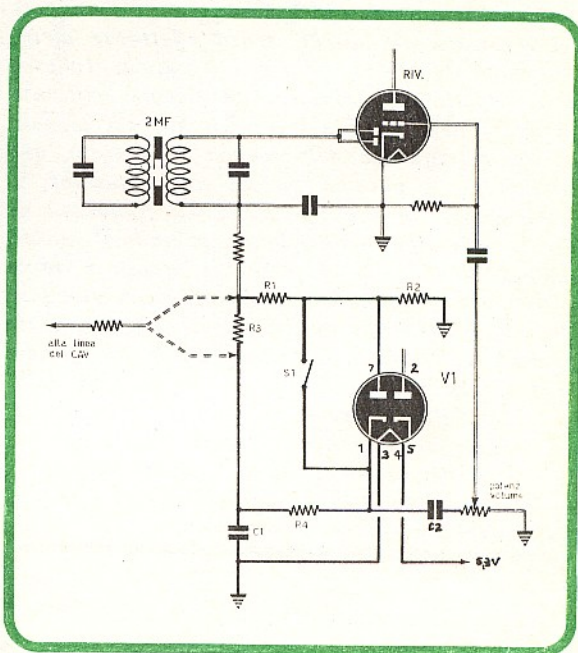 RIV.
2MF
R1
R2
R3
alla linea
del CAV
S1
7
2
V1
1
3
4
5
potenz.
volume
R4
C2
C1
6,3V